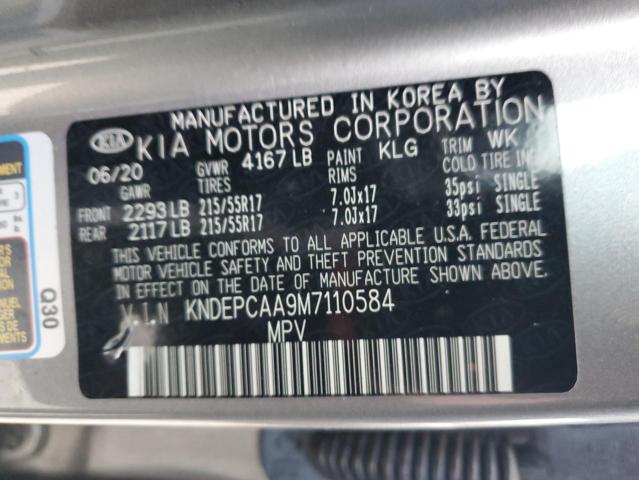 MANUFACTURED IN KOREA BY
KIA KIA MOTORS CORPORATION
06/20 GVWR 4167 LB PAINT KLG TRIM WK
GAWR TIRES RIMS COLD TIRE IN
FRONT 2293 LB 215/55R17 7.0Jx17 35psi SINGLE
REAR 2117 LB 215/55R17 7.0Jx17 33psi SINGLE
THIS VEHICLE CONFORMS TO ALL APPLICABLE U.S.A. FEDERAL
MOTOR VEHICLE SAFETY AND THEFT PREVENTION STANDARDS
IN EFFECT ON THE DATE OF MANUFACTURE SHOWN ABOVE.
V.I.N KNDEPCAA9M7110584
MPV
Q30